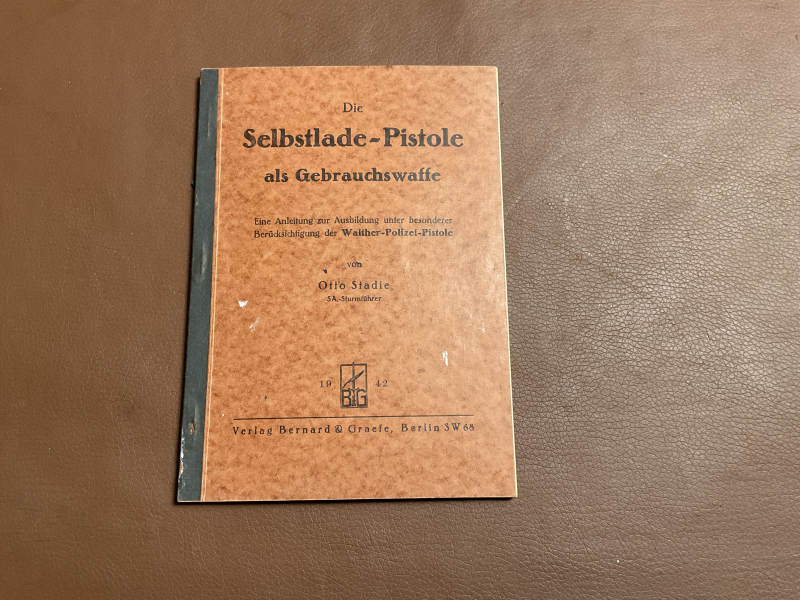 Die
Selbstlade-Pistole
als Gebrauchswaffe
Eine Anleitung zur Ausbildung unter besonderer
Berücksichtigung der Walther-Polizei-Pistole
von
Otto Stadie
SA.-Sturmführer
19 42
BG
Verlag Bernard & Graefe, Berlin SW 68